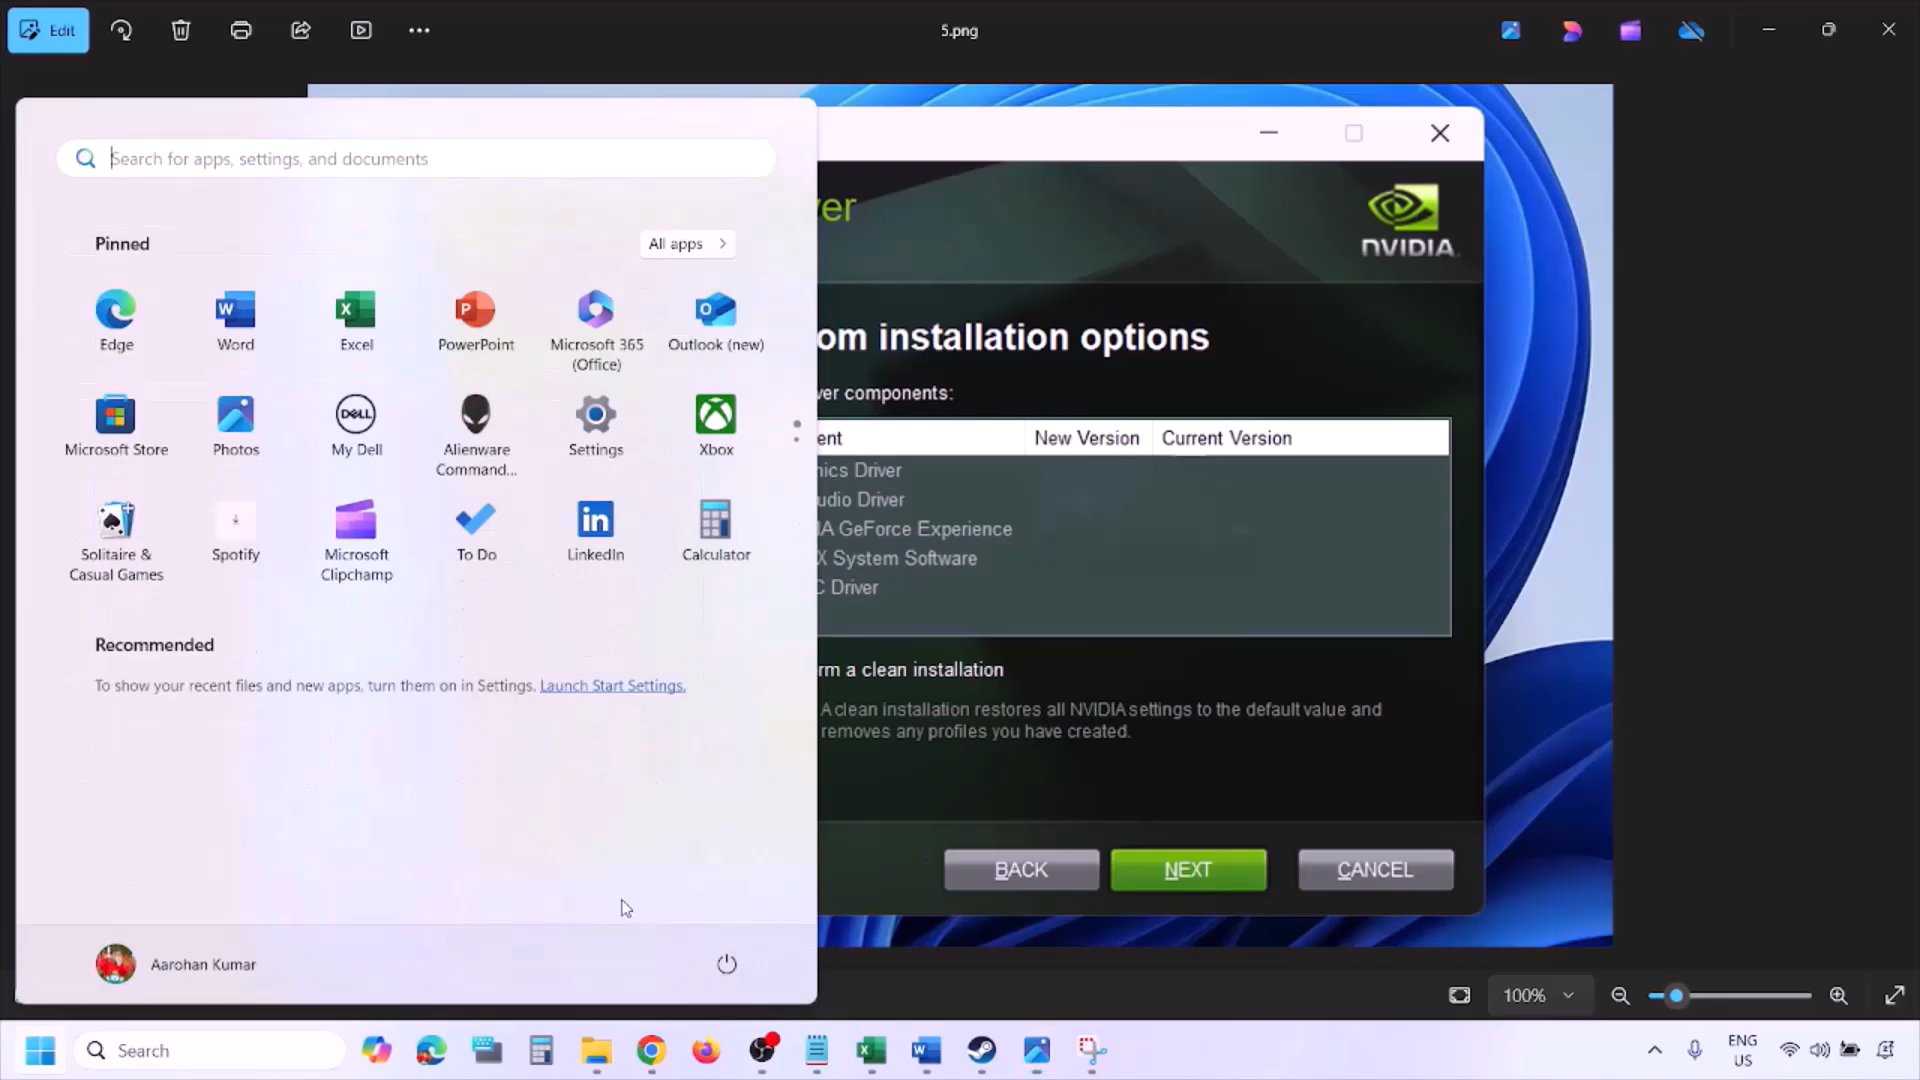 Edit
5.png
Search for apps, settings, and documents
Pinned
All apps
Edge
Word
Excel
PowerPoint
Microsoft 365
(Office)
Outlook (new)
Microsoft Store
Photos
DELL
My Dell
Alienware
Command...
Settings
Xbox
Solitaire &
Casual Games
Spotify
Microsoft
Clipchamp
To Do
LinkedIn
Calculator
Recommended
To show your recent files and new apps, turn them on in Settings. Launch Start Settings.
Aarohan Kumar
ver
NVIDIA.
om installation options
ver components:
ent New Version Current Version
hics Driver
udio Driver
IA GeForce Experience
X System Software
C Driver
rm a clean installation
A clean installation restores all NVIDIA settings to the default value and
removes any profiles you have created.
BACK NEXT CANCEL
100%
Search
ENG
US